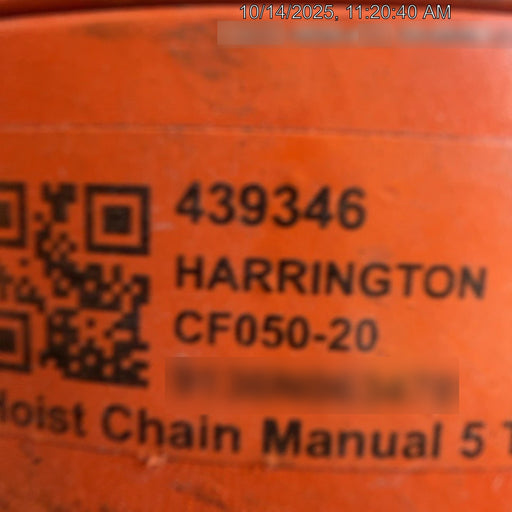 10/14/2025, 11:20:40 AM
439346
HARRINGTON
CF050-20
Hoist Chain Manual 5 T